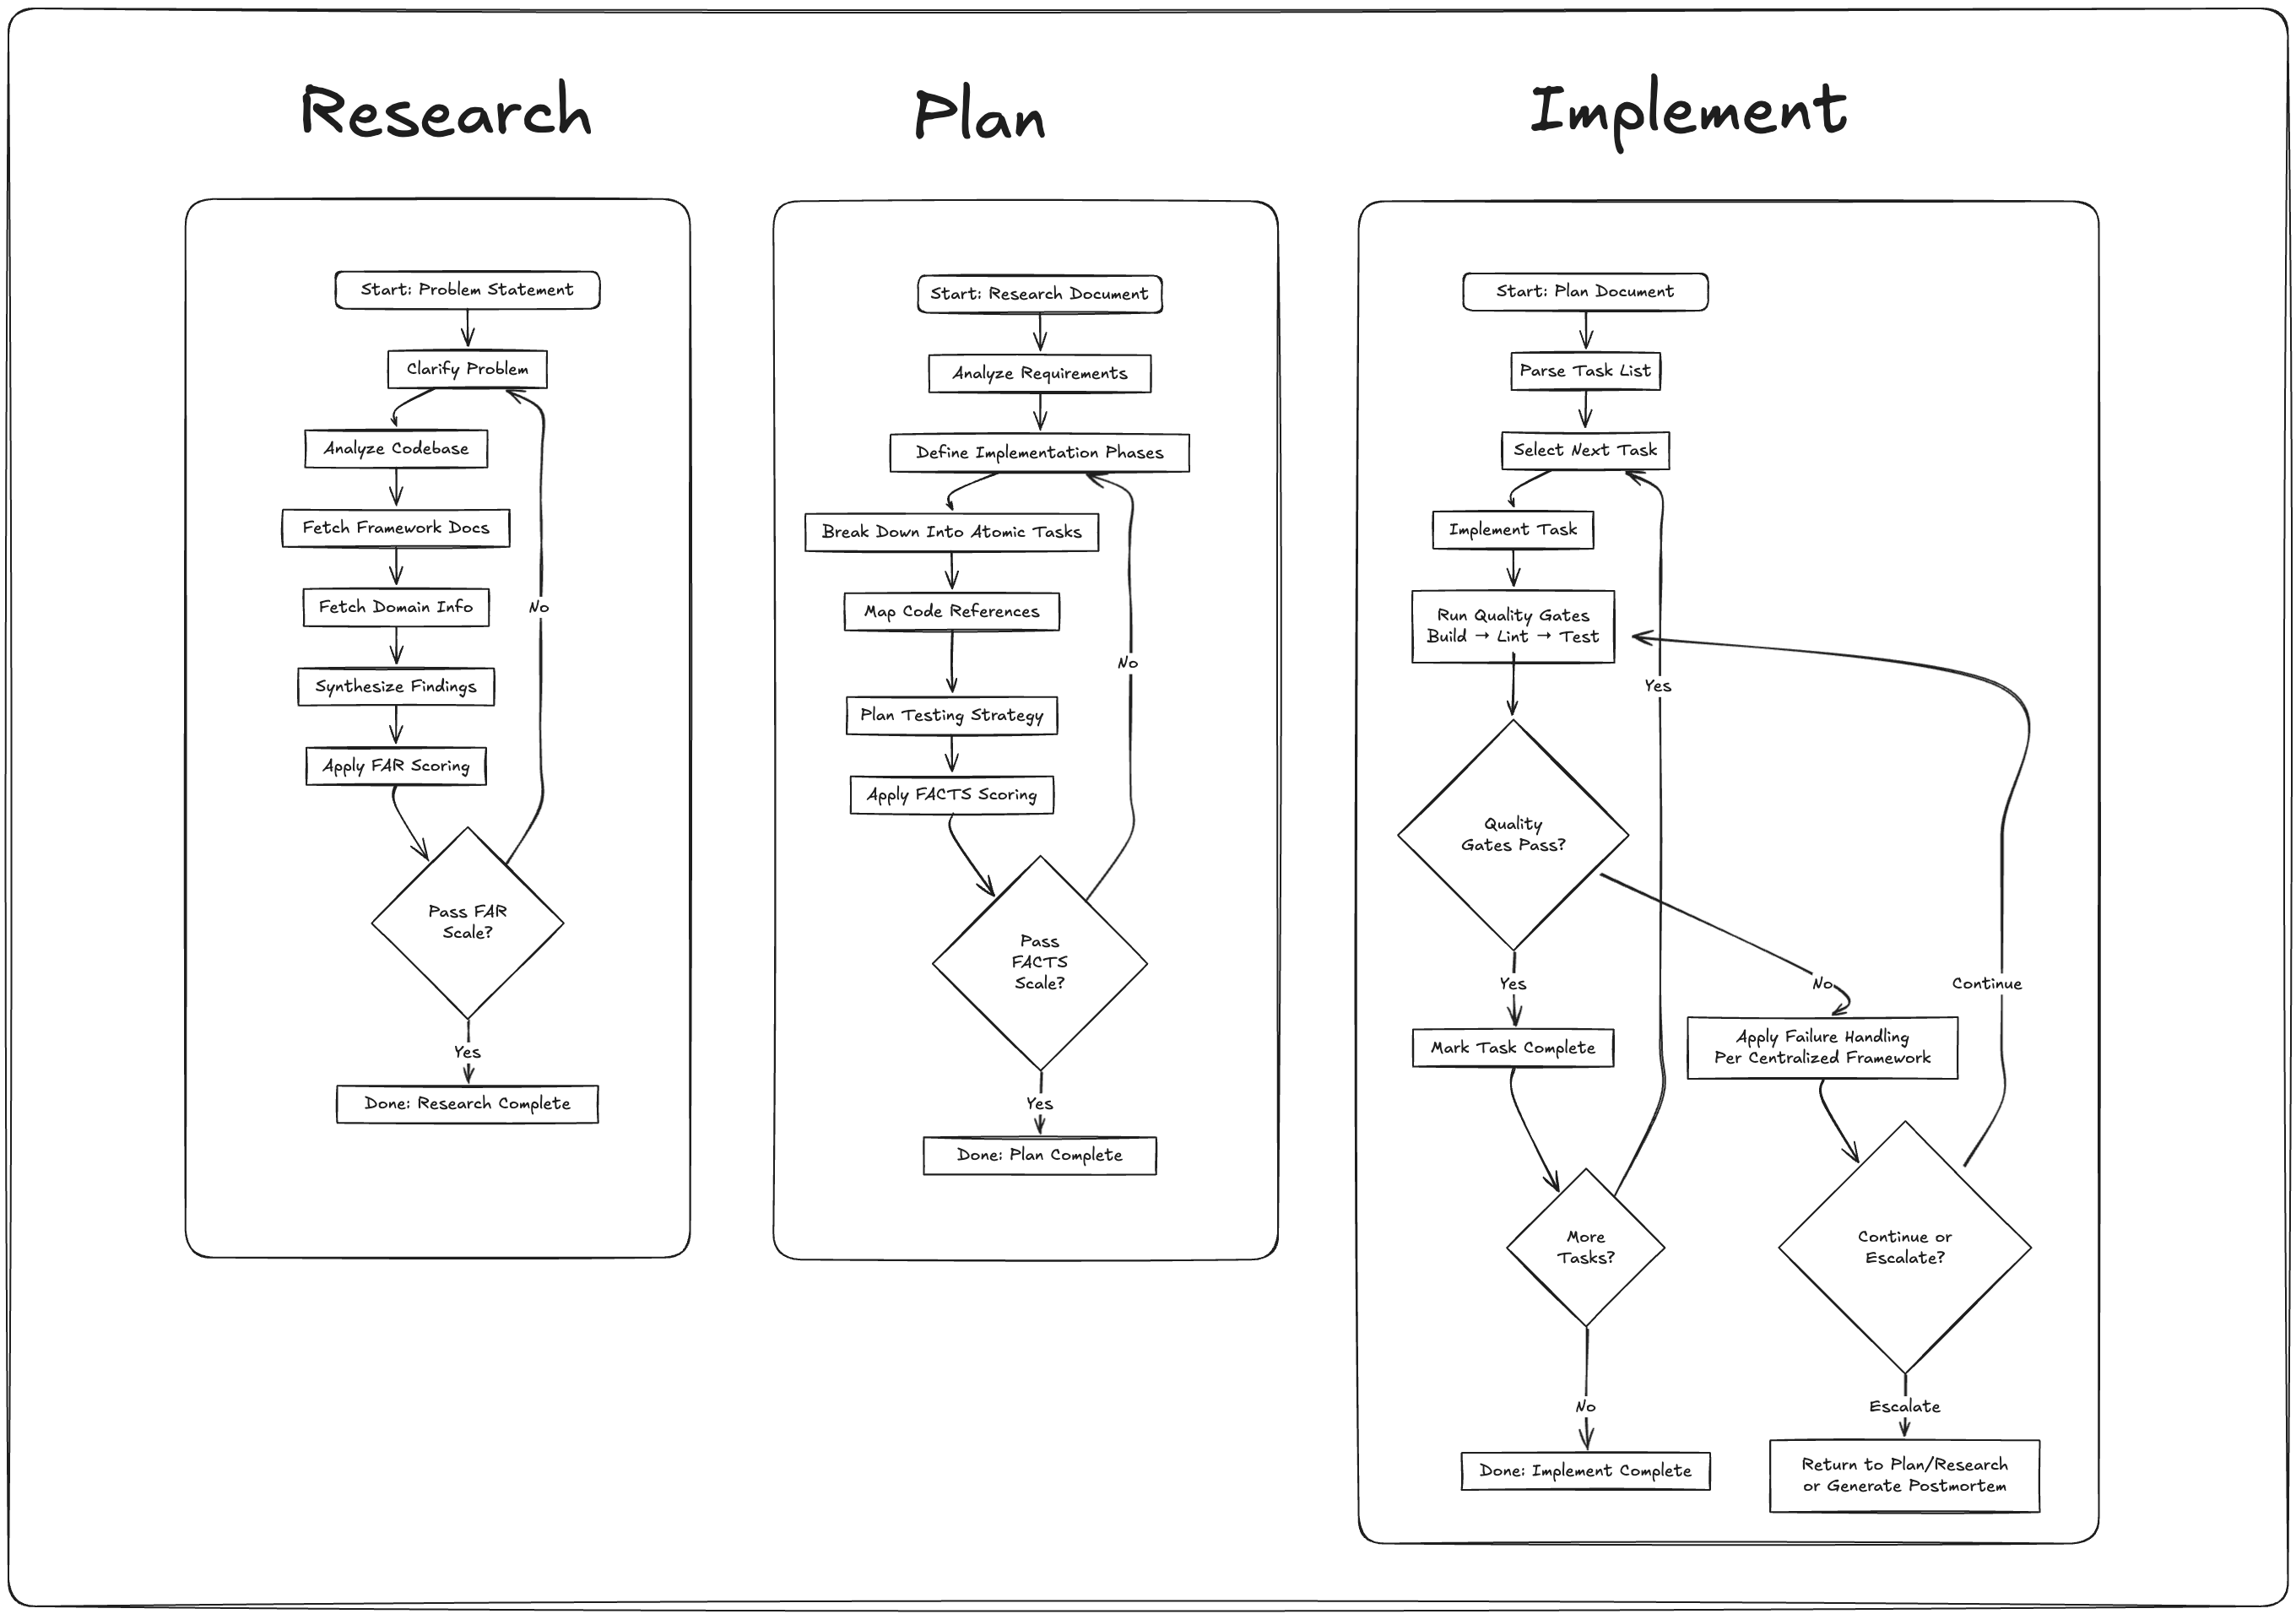 Research
Start: Problem Statement
Clarify Problem
Analyze Codebase
Fetch Framework Docs
Fetch Domain Info
No
Synthesize Findings
Apply FAR Scoring
Pass FAR
Scale?
Yes
Done: Research Complete
Plan
Start: Research Document
Analyze Requirements
Define Implementation Phases
Break Down Into Atomic Tasks
Map Code References
No
Plan Testing Strategy
Apply FACTS Scoring
Pass
FACTS
Scale?
Yes
Done: Plan Complete
Implement
Start: Plan Document
Parse Task List
Select Next Task
Implement Task
Run Quality Gates
Build → Lint → Test
Yes
Quality
Gates Pass?
Yes
No
Continue
Mark Task Complete
Apply Failure Handling
Per Centralized Framework
More
Tasks?
Continue or
Escalate?
No
Escalate
Done: Implement Complete
Return to Plan/Research
or Generate Postmortem